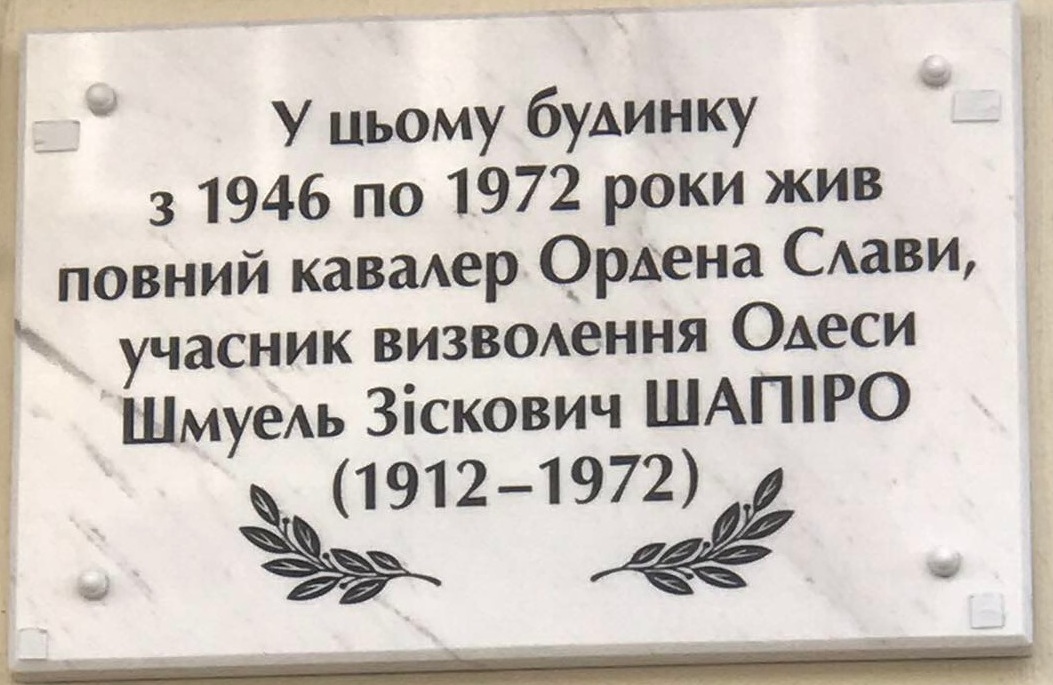 У цьому будинку
з 1946 по 1972 роки жив
повний кавалер Ордена Слави,
учасник визволення Одеси
Шмуель Зіскович ШАПІРО
(1912–1972)